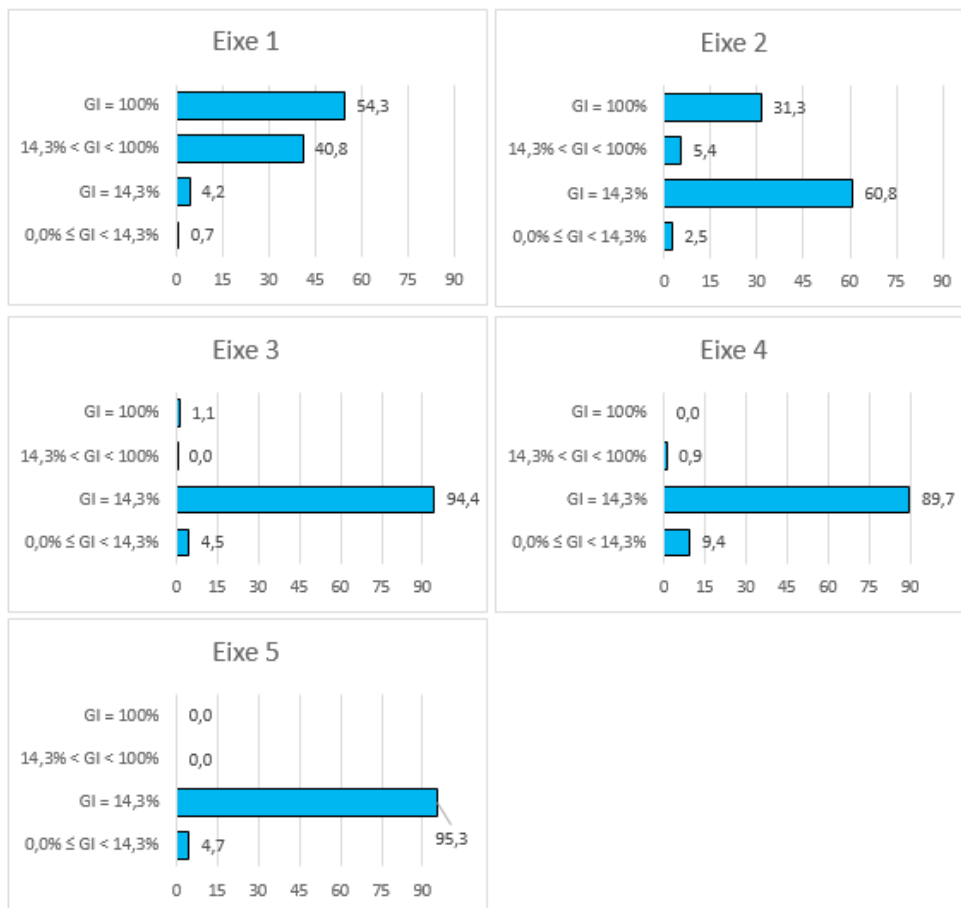 Eixe 1
GI = 100% 54,3
14,3% < GI < 100% 40,8
GI = 14,3% 4,2
0,0% ≤ GI < 14,3% 0,7
0 15 30 45 60 75 90
Eixe 2
GI = 100% 31,3
14,3% < GI < 100% 5,4
GI = 14,3% 60,8
0,0% ≤ GI < 14,3% 2,5
0 15 30 45 60 75 90
Eixe 3
GI = 100% 1,1
14,3% < GI < 100% 0,0
GI = 14,3% 94,4
0,0% ≤ GI < 14,3% 4,5
0 15 30 45 60 75 90
Eixe 4
GI = 100% 0,0
14,3% < GI < 100% 0,9
GI = 14,3% 89,7
0,0% ≤ GI < 14,3% 9,4
0 15 30 45 60 75 90
Eixe 5
GI = 100% 0,0
14,3% < GI < 100% 0,0
GI = 14,3% 95,3
0,0% ≤ GI < 14,3% 4,7
0 15 30 45 60 75 90